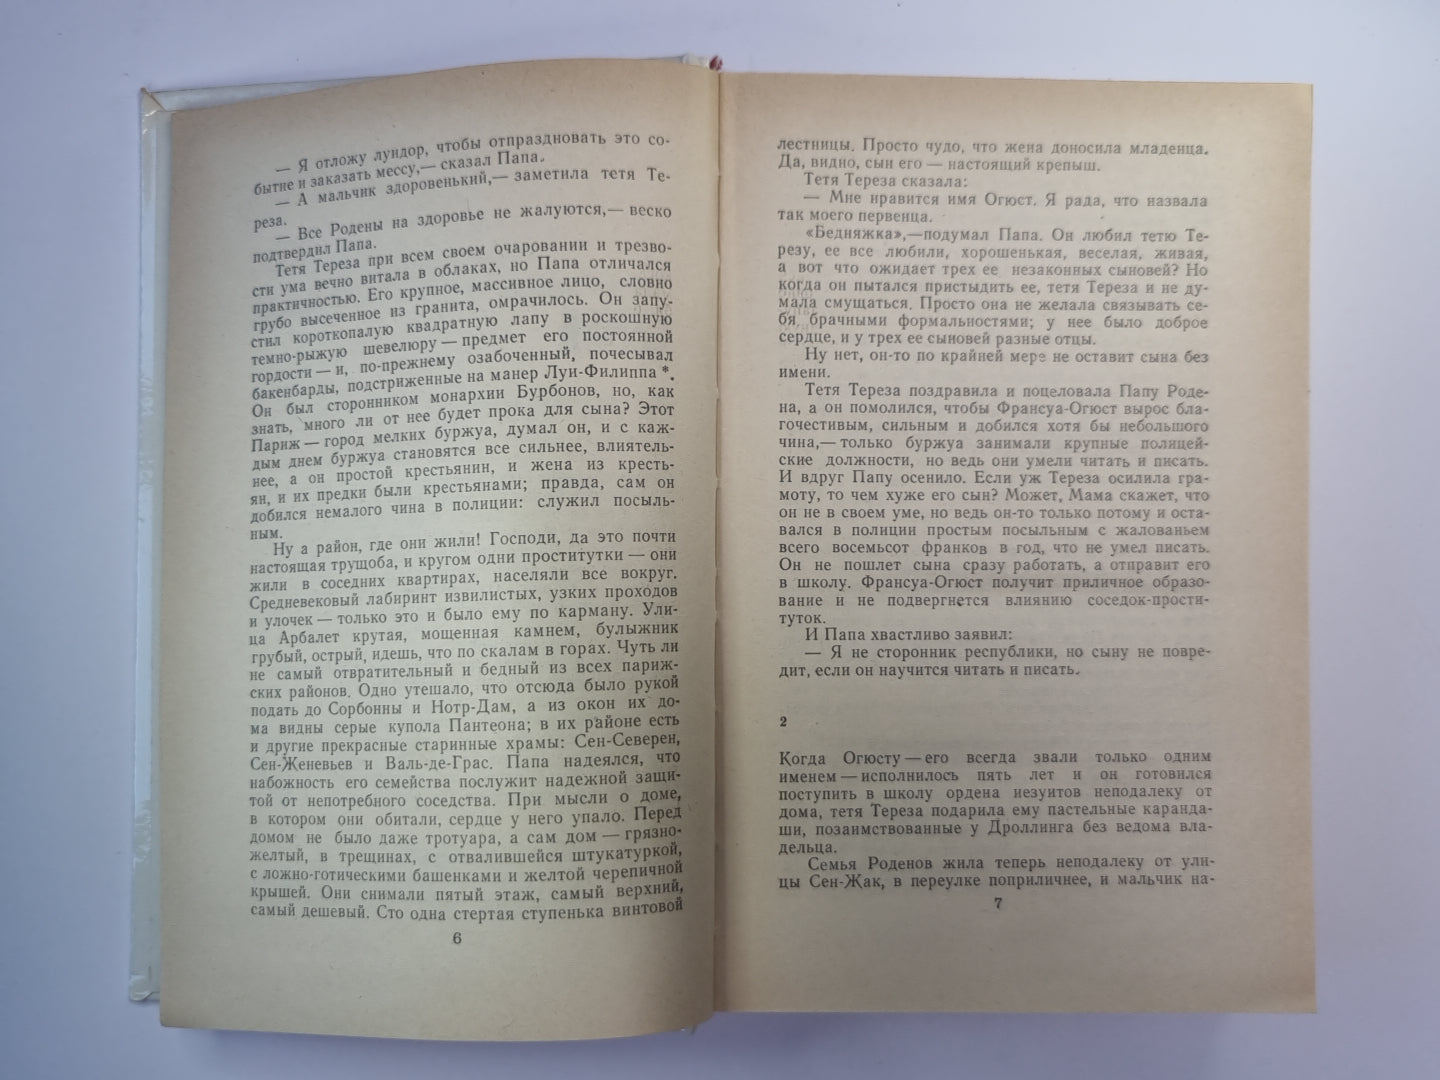 — Я отложу луидор, чтобы отпраздновать это со-
бытие и заказать мессу,— сказал Папа.
— А мальчик здоровенький,— заметила тетя Те-
реза.
— Все Родены на здоровье не жалуются,— веско
подтвердил Папа.
Тетя Тереза при всем своем очаровании и трезво-
сти ума вечно витала в облаках, но Папа отличался
практичностью. Его крупное, массивное лицо, словно
грубо высеченное из гранита, омрачилось. Он запу-
стил короткопалую квадратную лапу в роскошную
темно-рыжую шевелюру — предмет его постоянной
гордости — и, по-прежнему озабоченный, почесывал
бакенбарды, подстриженные на манер Луи-Филиппа *.
Он был сторонником монархии Бурбонов, но, как
знать, много ли от нее будет прока для сына? Этот
Париж — город мелких буржуа, думал он, и с каж-
дым днем буржуа становятся все сильнее, влиятель-
нее, а он простой крестьянин, и жена из кресть-
ян, и их предки были крестьянами; правда, сам он
добился немалого чина в полиции: служил посыль-
ным.
Ну а район, где они жили! Господи, да это почти
настоящая трущоба, и кругом одни проститутки — они
жили в соседних квартирах, населяли все вокруг.
Средневековый лабиринт извилистых, узких проходов
и улочек — только это и было ему по карману. Ули-
ца Арбалет крутая, мощенная камнем, булыжник
грубый, острый, идешь, что по скалам в горах. Чуть ли
не самый отвратительный и бедный из всех париж-
ских районов. Одно утешало, что отсюда было рукой
подать до Сорбонны и Нотр-Дам, а из окон их до-
ма видны серые купола Пантеона; в их районе есть
и другие прекрасные старинные храмы: Сен-Северен,
Сен-Женевьев и Валь-де-Грас. Папа надеялся, что
набожность его семейства послужит надежной защи-
той от непотребного соседства. При мысли о доме,
в котором они обитали, сердце у него упало. Перед
домом не было даже тротуара, а сам дом — грязно-
желтый, в трещинах, с отвалившейся штукатуркой,
с ложно-готическими башенками и желтой черепичной
крышей. Они снимали пятый этаж, самый верхний,
самый дешевый. Сто одна стертая ступенька винтовой
6
лестницы. Просто чудо, что жена доносила младенца.
Да, видно, сын его — настоящий крепыш.
Тетя Тереза сказала:
— Мне нравится имя Огюст. Я рада, что назвала
так моего первенца.
«Бедняжка»,—подумал Папа. Он любил тетю Те-
резу, ее все любили, хорошенькая, веселая, живая,
а вот что ожидает трех ее незаконных сыновей? Но
когда он пытался пристыдить ее, тетя Тереза и не ду-
мала смущаться. Просто она не желала связывать се-
бя брачными формальностями; у нее было доброе
сердце, и у трех ее сыновей разные отцы.
Ну нет, он-то по крайней мере не оставит сына без
имени.
Тетя Тереза поздравила и поцеловала Папу Роде-
на, а он помолился, чтобы Франсуа-Огюст вырос бла-
гочестивым, сильным и добился хотя бы небольшого
чина,— только буржуа занимали крупные полицей-
ские должности, но ведь они умели читать и писать.
И вдруг Папу осенило. Если уж Тереза осилила гра-
моту, то чем хуже его сын? Может, Мама скажет, что
он не в своем уме, но ведь он-то только потому и оста-
вался в полиции простым посыльным с жалованьем
всего восемьсот франков в год, что не умел писать.
Он не пошлет сына сразу работать, а отправит его
в школу. Франсуа-Огюст получит приличное образо-
вание и не подвергнется влиянию соседок-прости-
туток.
И Папа хвастливо заявил:
— Я не сторонник республики, но сыну не повре-
дит, если он научится читать и писать.
2
Когда Огюсту — его всегда звали только одним
именем — исполнилось пять лет и он готовился
поступить в школу ордена иезуитов неподалеку от
дома, тетя Тереза подарила ему пастельные каранда-
ши, позаимствованные у Дроллинга без ведома вла-
дельца.
Семья Роденов жила теперь неподалеку от ули-
цы Сен-Жак, в переулке поприличнее, и мальчик на-
7